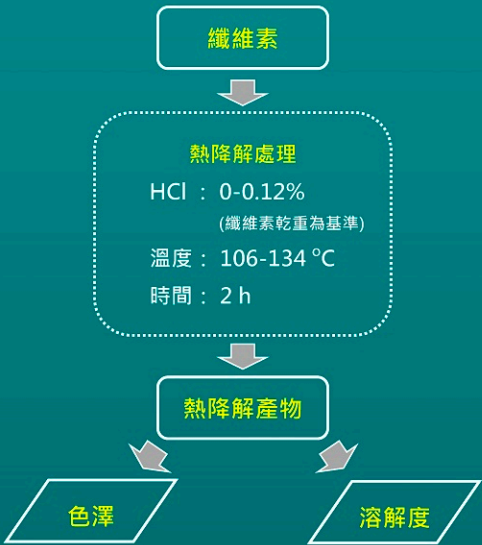 纖維素
熱降解處理
HCl : 0-0.12%
(纖維素乾重為基準)
溫度 : 106-134 ºC
時間 : 2 h
熱降解產物
色澤
溶解度